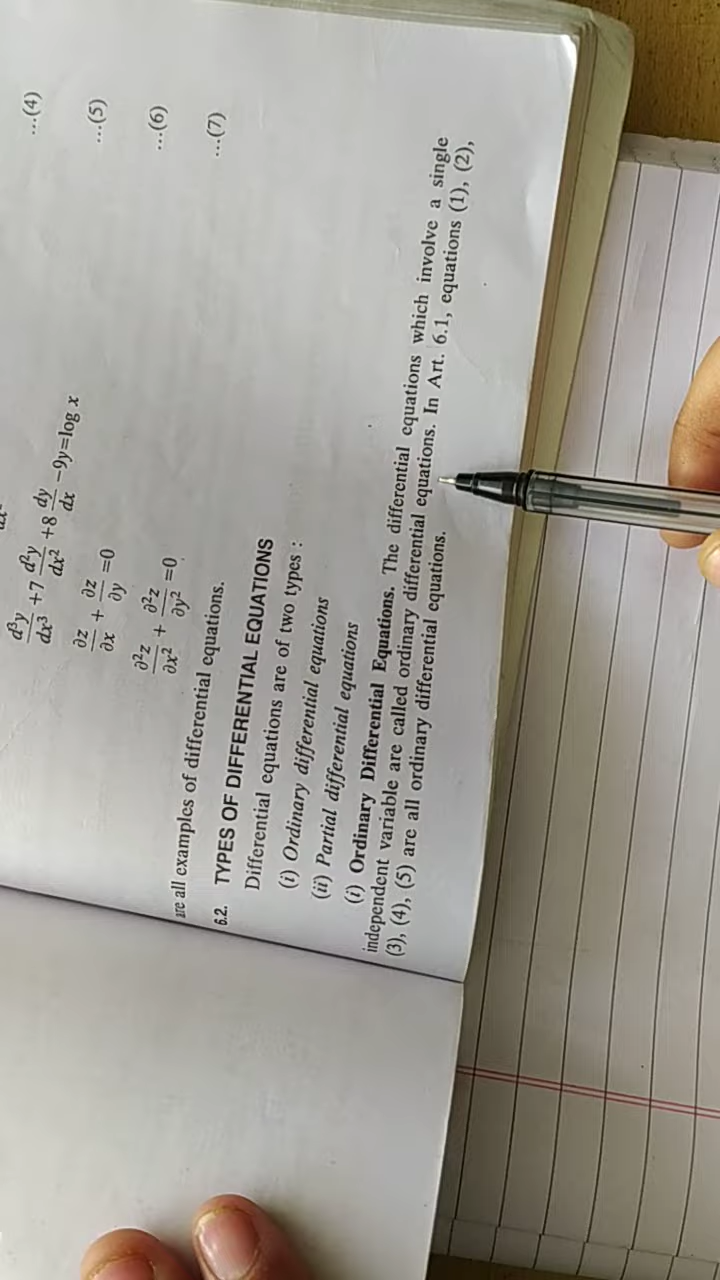 ...(4)
d³y/dx³ +7 d²y/dx² +8 dy/dx −9y=log x ...(5)
∂z/∂x + ∂z/∂y =0 ...(6)
∂²z/∂x² + ∂²z/∂y² =0 ...(7)
are all examples of differential equations.
6.2. TYPES OF DIFFERENTIAL EQUATIONS
Differential equations are of two types :
(i) Ordinary differential equations
(ii) Partial differential equations
(i) Ordinary Differential Equations. The differential equations which involve a single
independent variable are called ordinary differential equations. In Art. 6.1, equations (1), (2),
(3), (4), (5) are all ordinary differential equations.